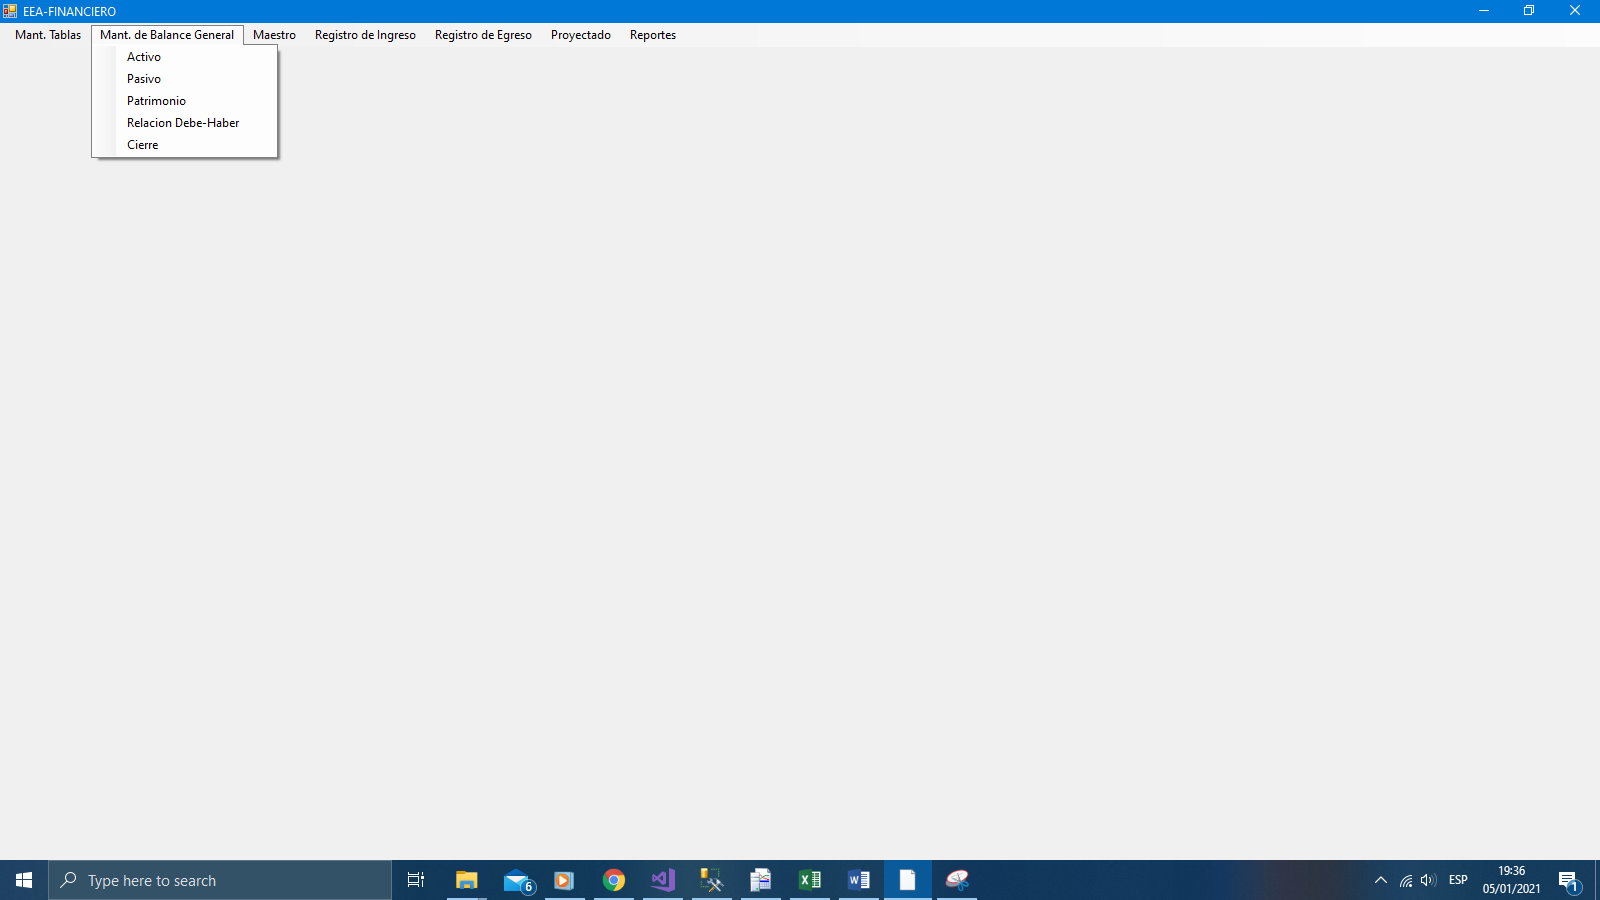 EEA-FINANCIERO
Mant. Tablas Mant. de Balance General Maestro Registro de Ingreso Registro de Egreso Proyectado Reportes
Activo
Pasivo
Patrimonio
Relacion Debe-Haber
Cierre
Type here to search 6 ESP 19:36 05/01/2021 1